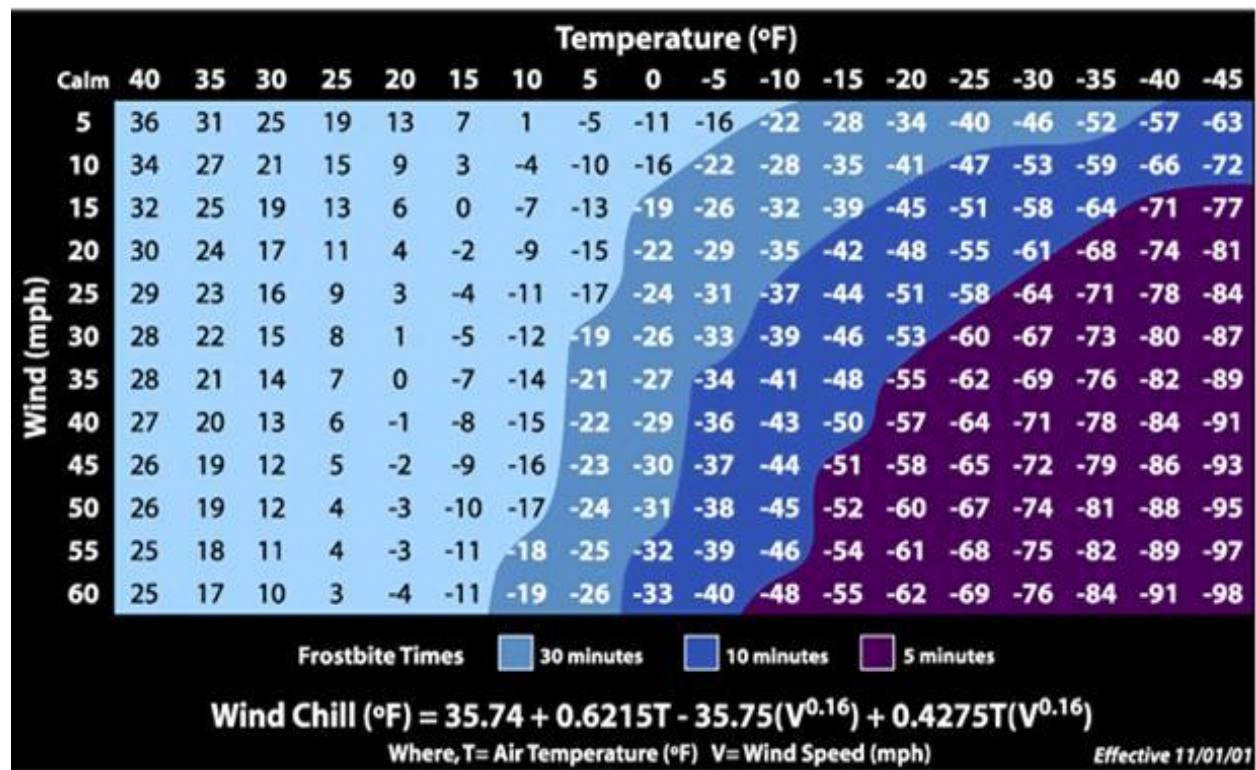 Temperature (ºF)
Calm 40 35 30 25 20 15 10 5 0 -5 -10 -15 -20 -25 -30 -35 -40 -45
5 36 31 25 19 13 7 1 -5 -11 -16 -22 -28 -34 -40 -46 -52 -57 -63
10 34 27 21 15 9 3 -4 -10 -16 -22 -28 -35 -41 -47 -53 -59 -66 -72
15 32 25 19 13 6 0 -7 -13 -19 -26 -32 -39 -45 -51 -58 -64 -71 -77
20 30 24 17 11 4 -2 -9 -15 -22 -29 -35 -42 -48 -55 -61 -68 -74 -81
25 29 23 16 9 3 -4 -11 -17 -24 -31 -37 -44 -51 -58 -64 -71 -78 -84
30 28 22 15 8 1 -5 -12 -19 -26 -33 -39 -46 -53 -60 -67 -73 -80 -87
35 28 21 14 7 0 -7 -14 -21 -27 -34 -41 -48 -55 -62 -69 -76 -82 -89
40 27 20 13 6 -1 -8 -15 -22 -29 -36 -43 -50 -57 -64 -71 -78 -84 -91
45 26 19 12 5 -2 -9 -16 -23 -30 -37 -44 -51 -58 -65 -72 -79 -86 -93
50 26 19 12 4 -3 -10 -17 -24 -31 -38 -45 -52 -60 -67 -74 -81 -88 -95
55 25 18 11 4 -3 -11 -18 -25 -32 -39 -46 -54 -61 -68 -75 -82 -89 -97
60 25 17 10 3 -4 -11 -19 -26 -33 -40 -48 -55 -62 -69 -76 -84 -91 -98
Wind (mph)
Frostbite Times 30 minutes 10 minutes 5 minutes
Wind Chill (ºF) = 35.74 + 0.6215T - 35.75(V0.16) + 0.4275T(V0.16)
Where, T= Air Temperature (ºF) V= Wind Speed (mph) Effective 11/01/01